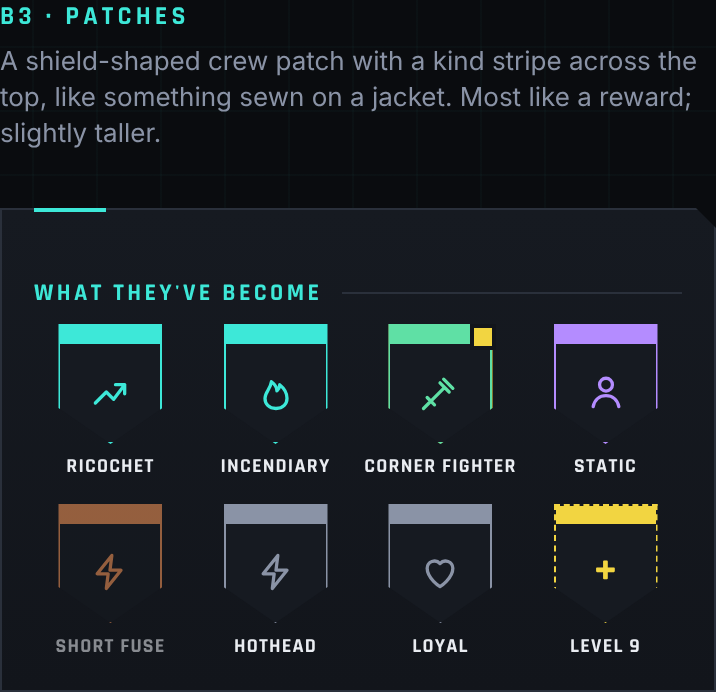 B3 · PATCHES
A shield-shaped crew patch with a kind stripe across the
top, like something sewn on a jacket. Most like a reward;
slightly taller.
WHAT THEY'VE BECOME
RICOCHET INCENDIARY CORNER FIGHTER STATIC
SHORT FUSE HOTHEAD LOYAL LEVEL 9